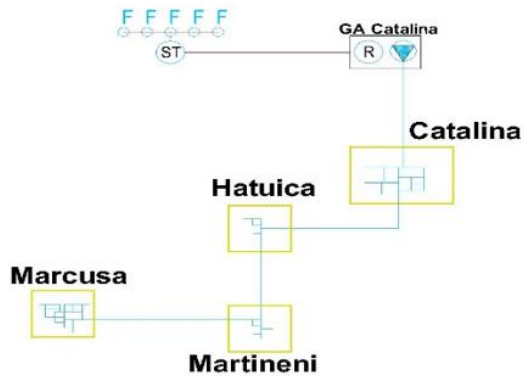 F F F F F
GA Catalina
ST
R
Catalina
Hatuica
Marcusa
Martineni